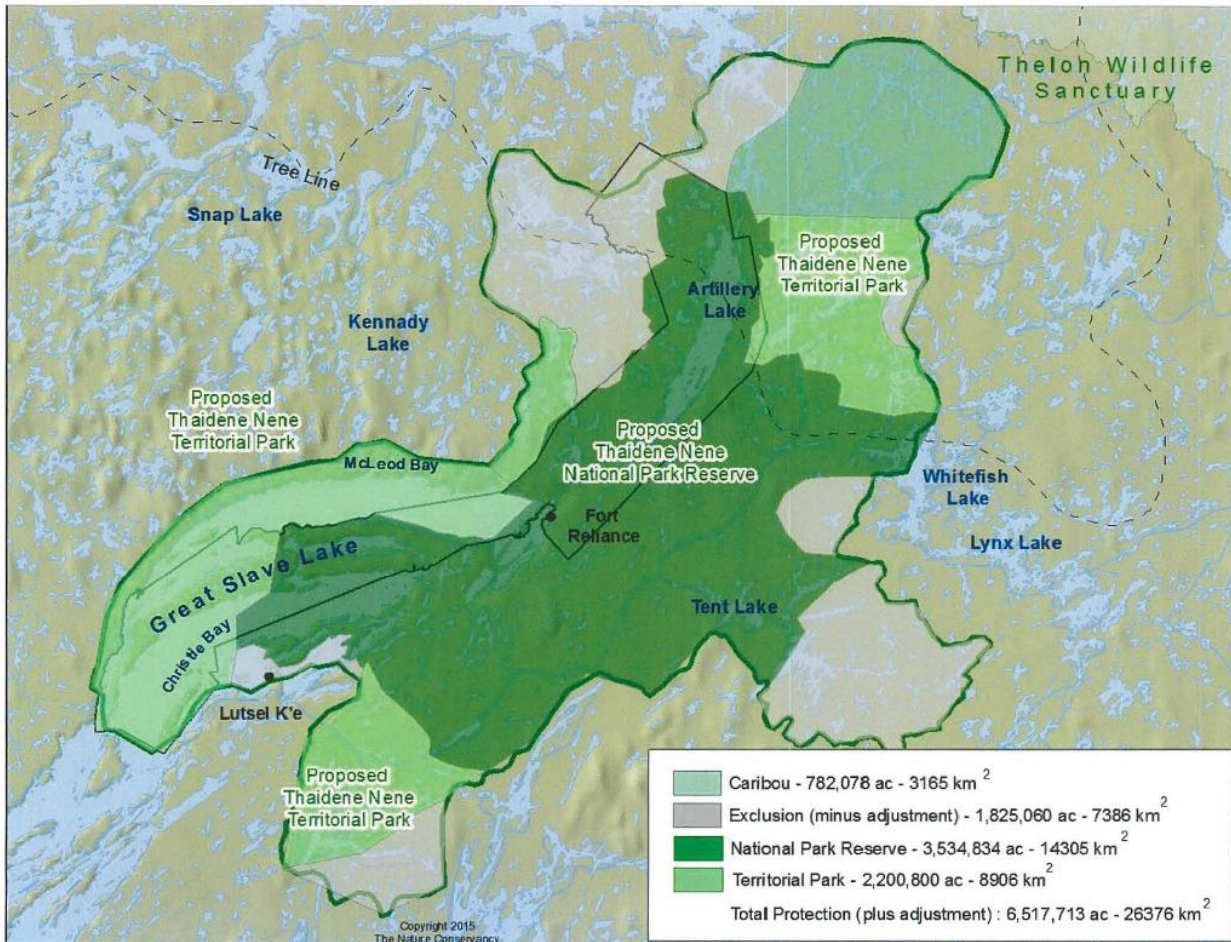 Thelon Wildlife
Sanctuary
Tree Line
Snap Lake
Proposed
Thaidene Nene
Territorial Park
Artillery
Lake
Kennady
Lake
Proposed
Thaidene Nene
Territorial Park
Proposed
Thaidene Nene
National Park Reserve
McLeod Bay
Whitefish
Lake
Fort
Reliance
Lynx Lake
Great Slave Lake
Tent Lake
Christie Bay
Lutsel K'e
Proposed
Thaidene Nene
Territorial Park
Caribou - 782,078 ac - 3165 km²
Exclusion (minus adjustment) - 1,825,060 ac - 7386 km²
National Park Reserve - 3,534,834 ac - 14305 km²
Territorial Park - 2,200,800 ac - 8906 km²
Total Protection (plus adjustment) : 6,517,713 ac - 26376 km²
Copyright 2015
The Nature Conservancy